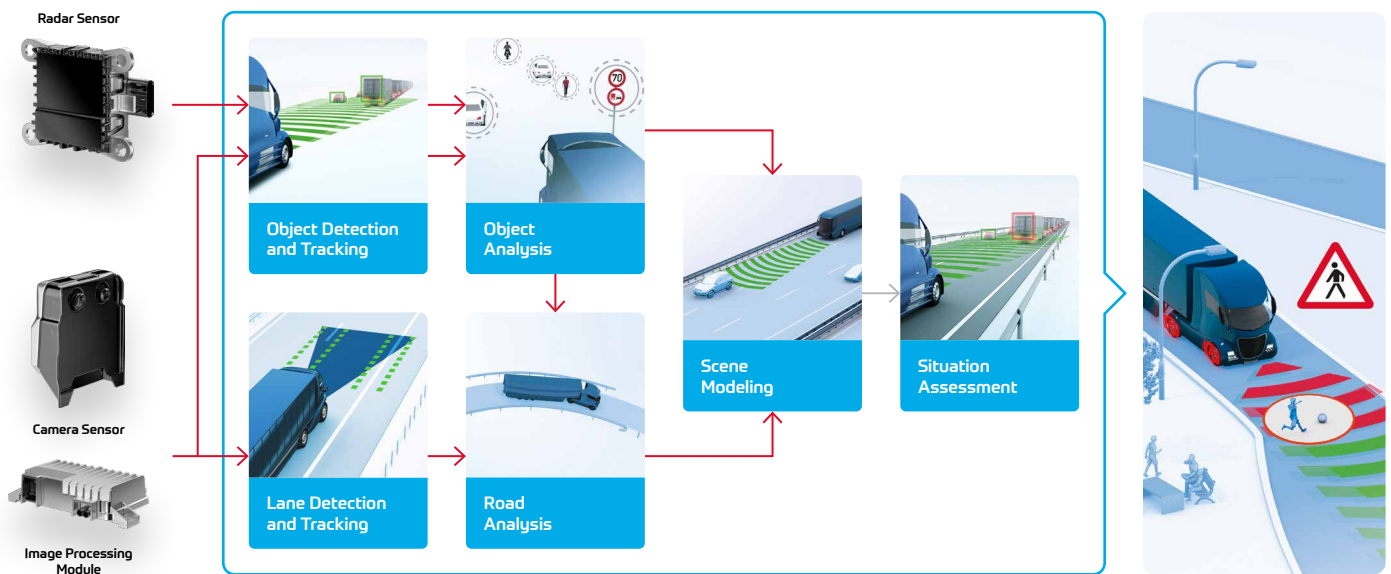 Radar Sensor
70
Object Detection
and Tracking
Object
Analysis
Camera Sensor
Lane Detection
and Tracking
Road
Analysis
Scene
Modeling
Situation
Assessment
Image Processing
Module